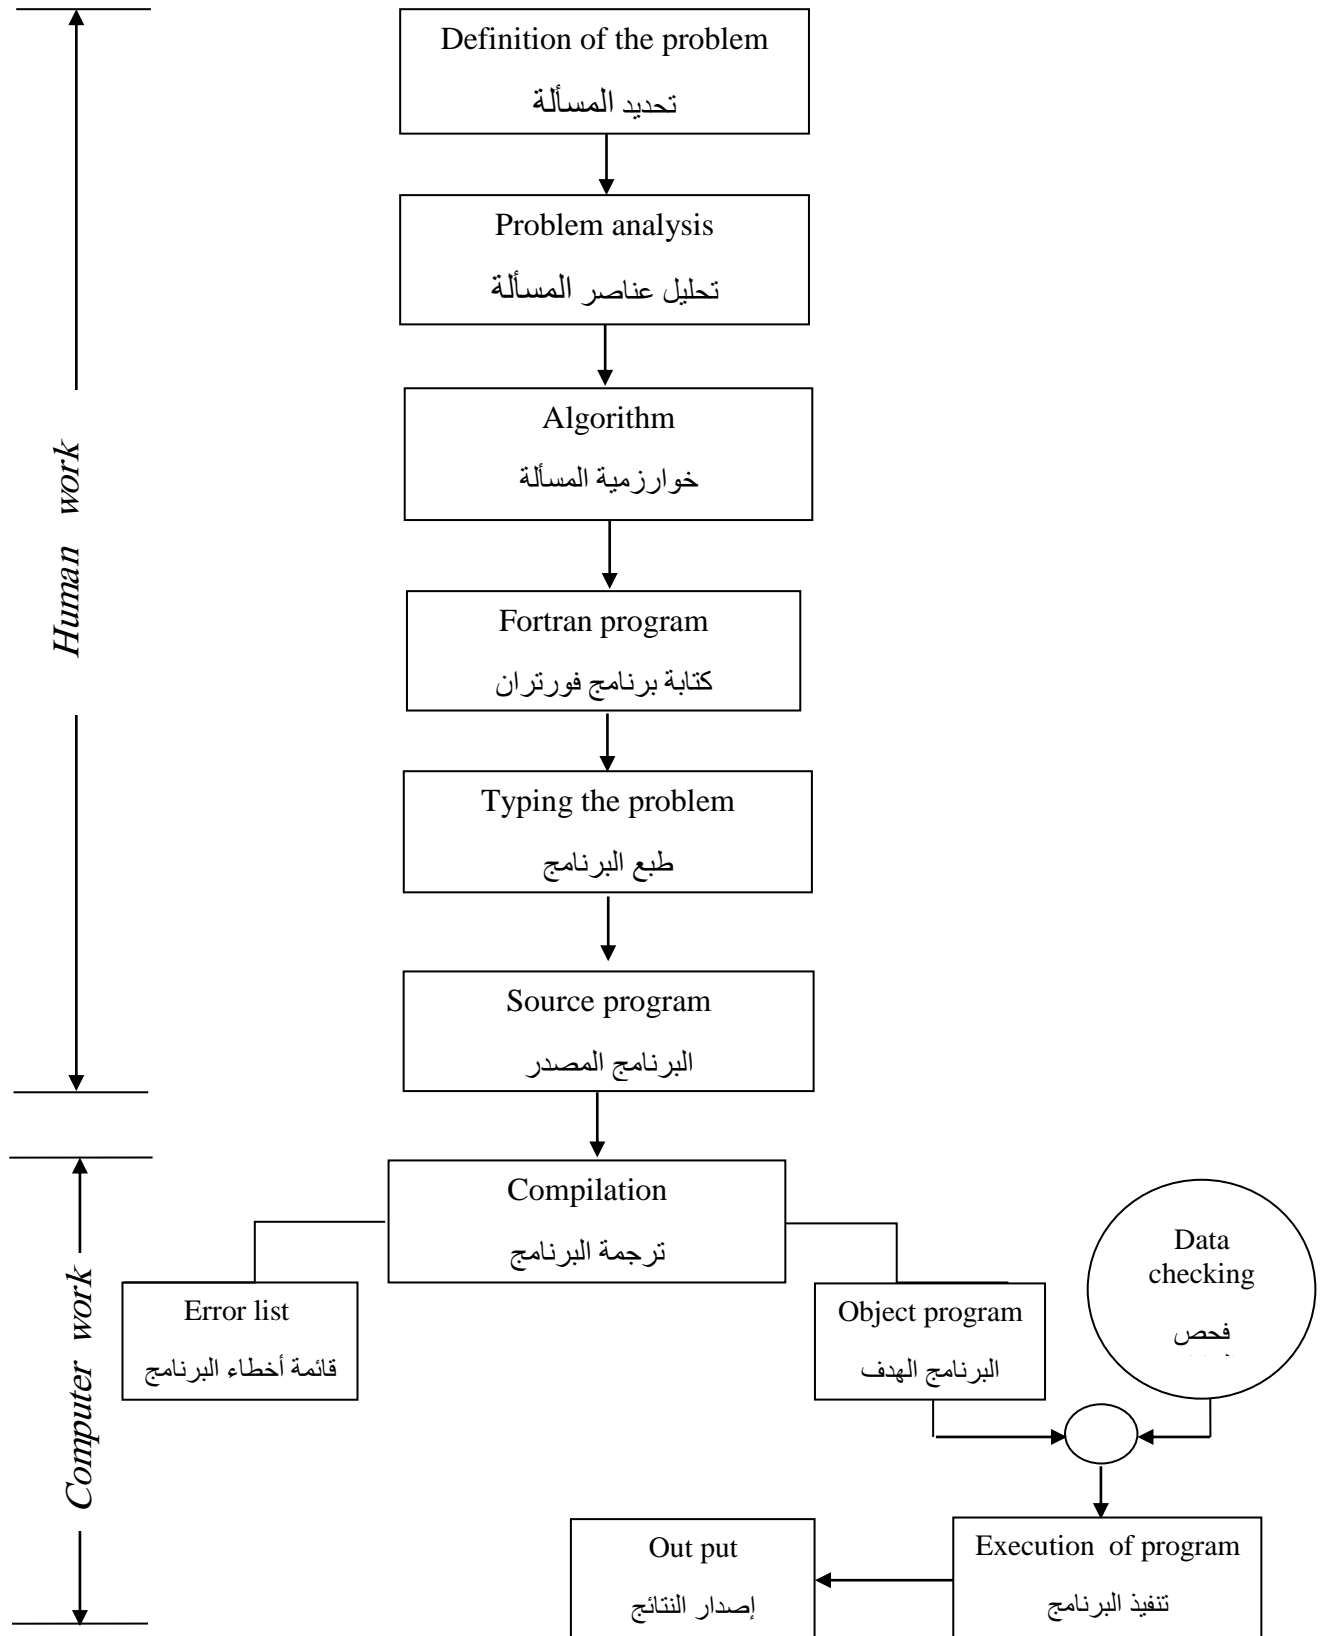 Definition of the problem
تحديد المسألة
Problem analysis
تحليل عناصر المسألة
Algorithm
خوارزمية المسألة
Human work
Fortran program
كتابة برنامج فورتران
Typing the problem
طبع البرنامج
Source program
البرنامج المصدر
Compilation
ترجمة البرنامج
Data
checking
فحص
Error list
قائمة أخطاء البرنامج
Object program
البرنامج الهدف
Computer work
Out put
إصدار النتائج
Execution of program
تنفيذ البرنامج